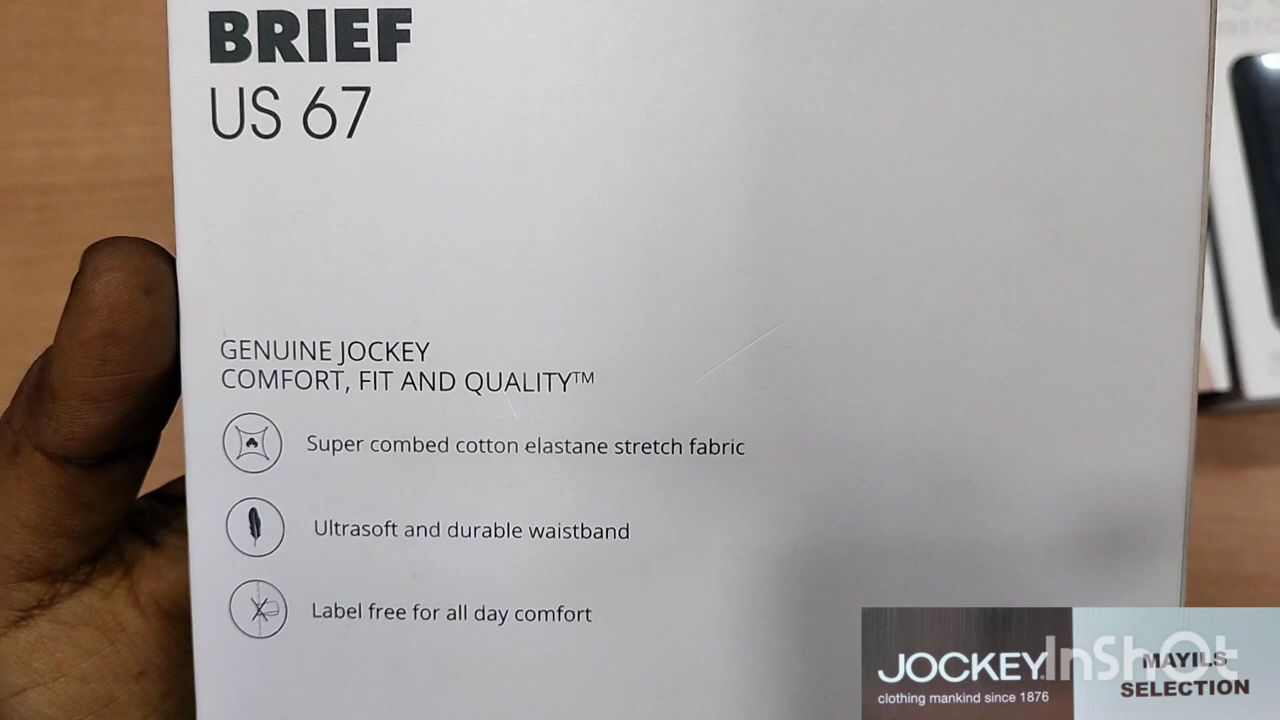 BRIEF
US 67
GENUINE JOCKEY
COMFORT, FIT AND QUALITY™
Super combed cotton elastane stretch fabric
Ultrasoft and durable waistband
Label free for all day comfort
JOCKEY
clothing mankind since 1876
InShOt
MAYILS
SELECTION